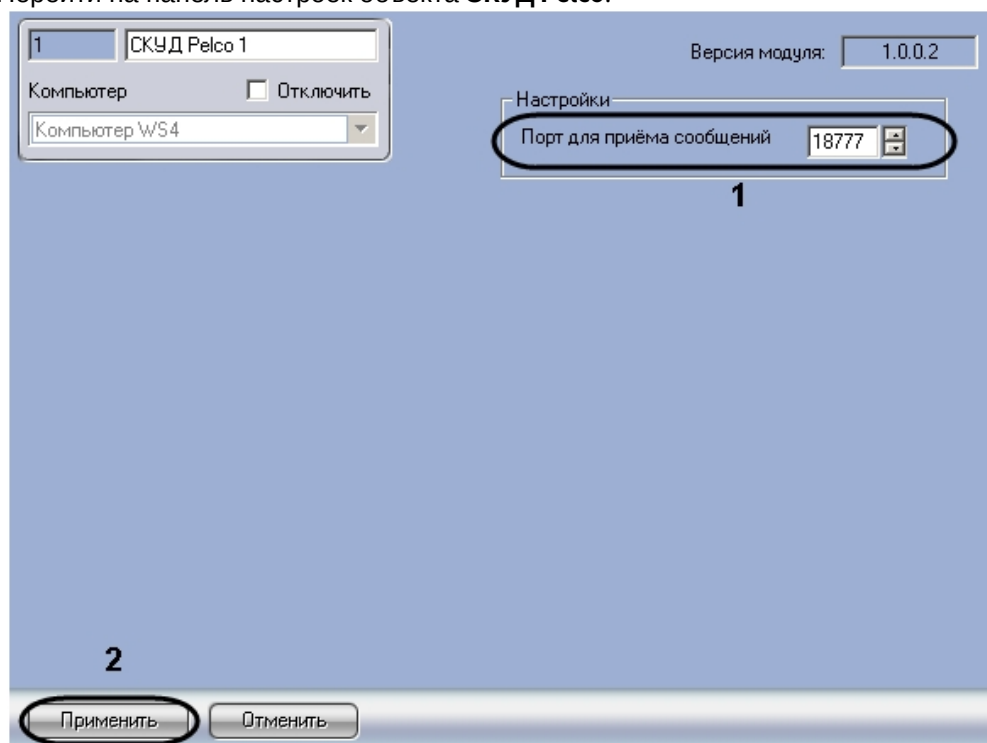 Перейти на панель настроек объекта СКУД Pelco.
1 СКУД Pelco 1
Версия модуля: 1.0.0.2
Компьютер Отключить
Настройки
Компьютер WS4
Порт для приёма сообщений 18777
1
2
Применить Отменить